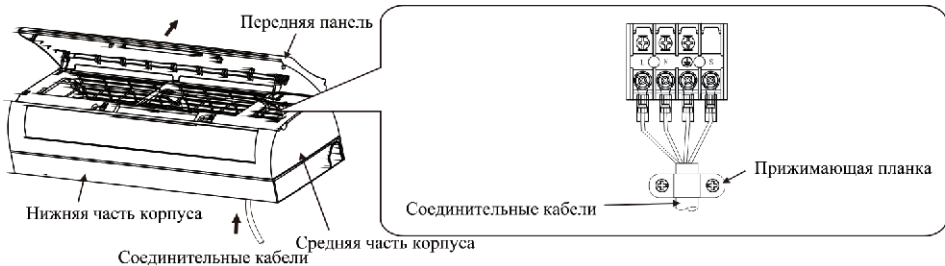 Передняя панель
L N S
Прижимающая планка
Нижняя часть корпуса
Соединительные кабели
Средняя часть корпуса
Соединительные кабели